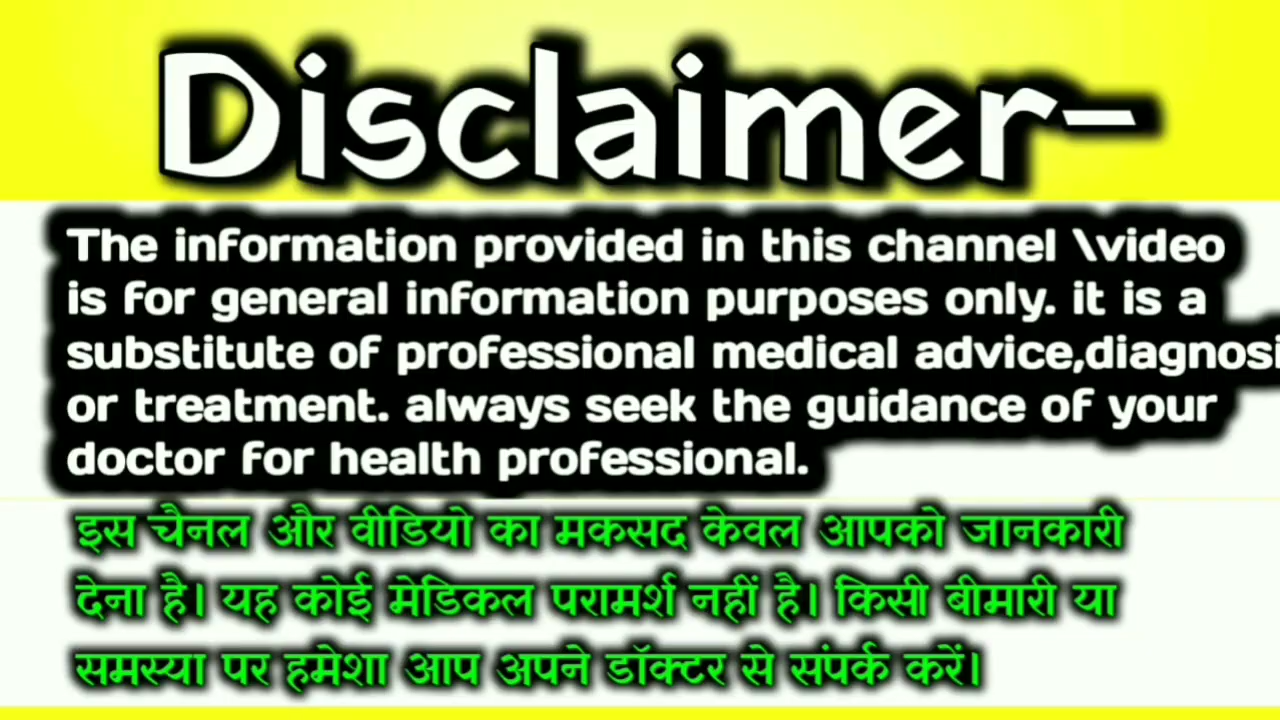 Disclaimer-
The information provided in this channel \video
is for general information purposes only. it is a
substitute of professional medical advice,diagnosi
or treatment. always seek the guidance of your
doctor for health professional.
इस चैनल और वीडियो का मकसद केवल आपको जानकारी
देना है। यह कोई मेडिकल परामर्श नहीं है। किसी बीमारी या
समस्या पर हमेशा आप अपने डॉक्टर से संपर्क करें।